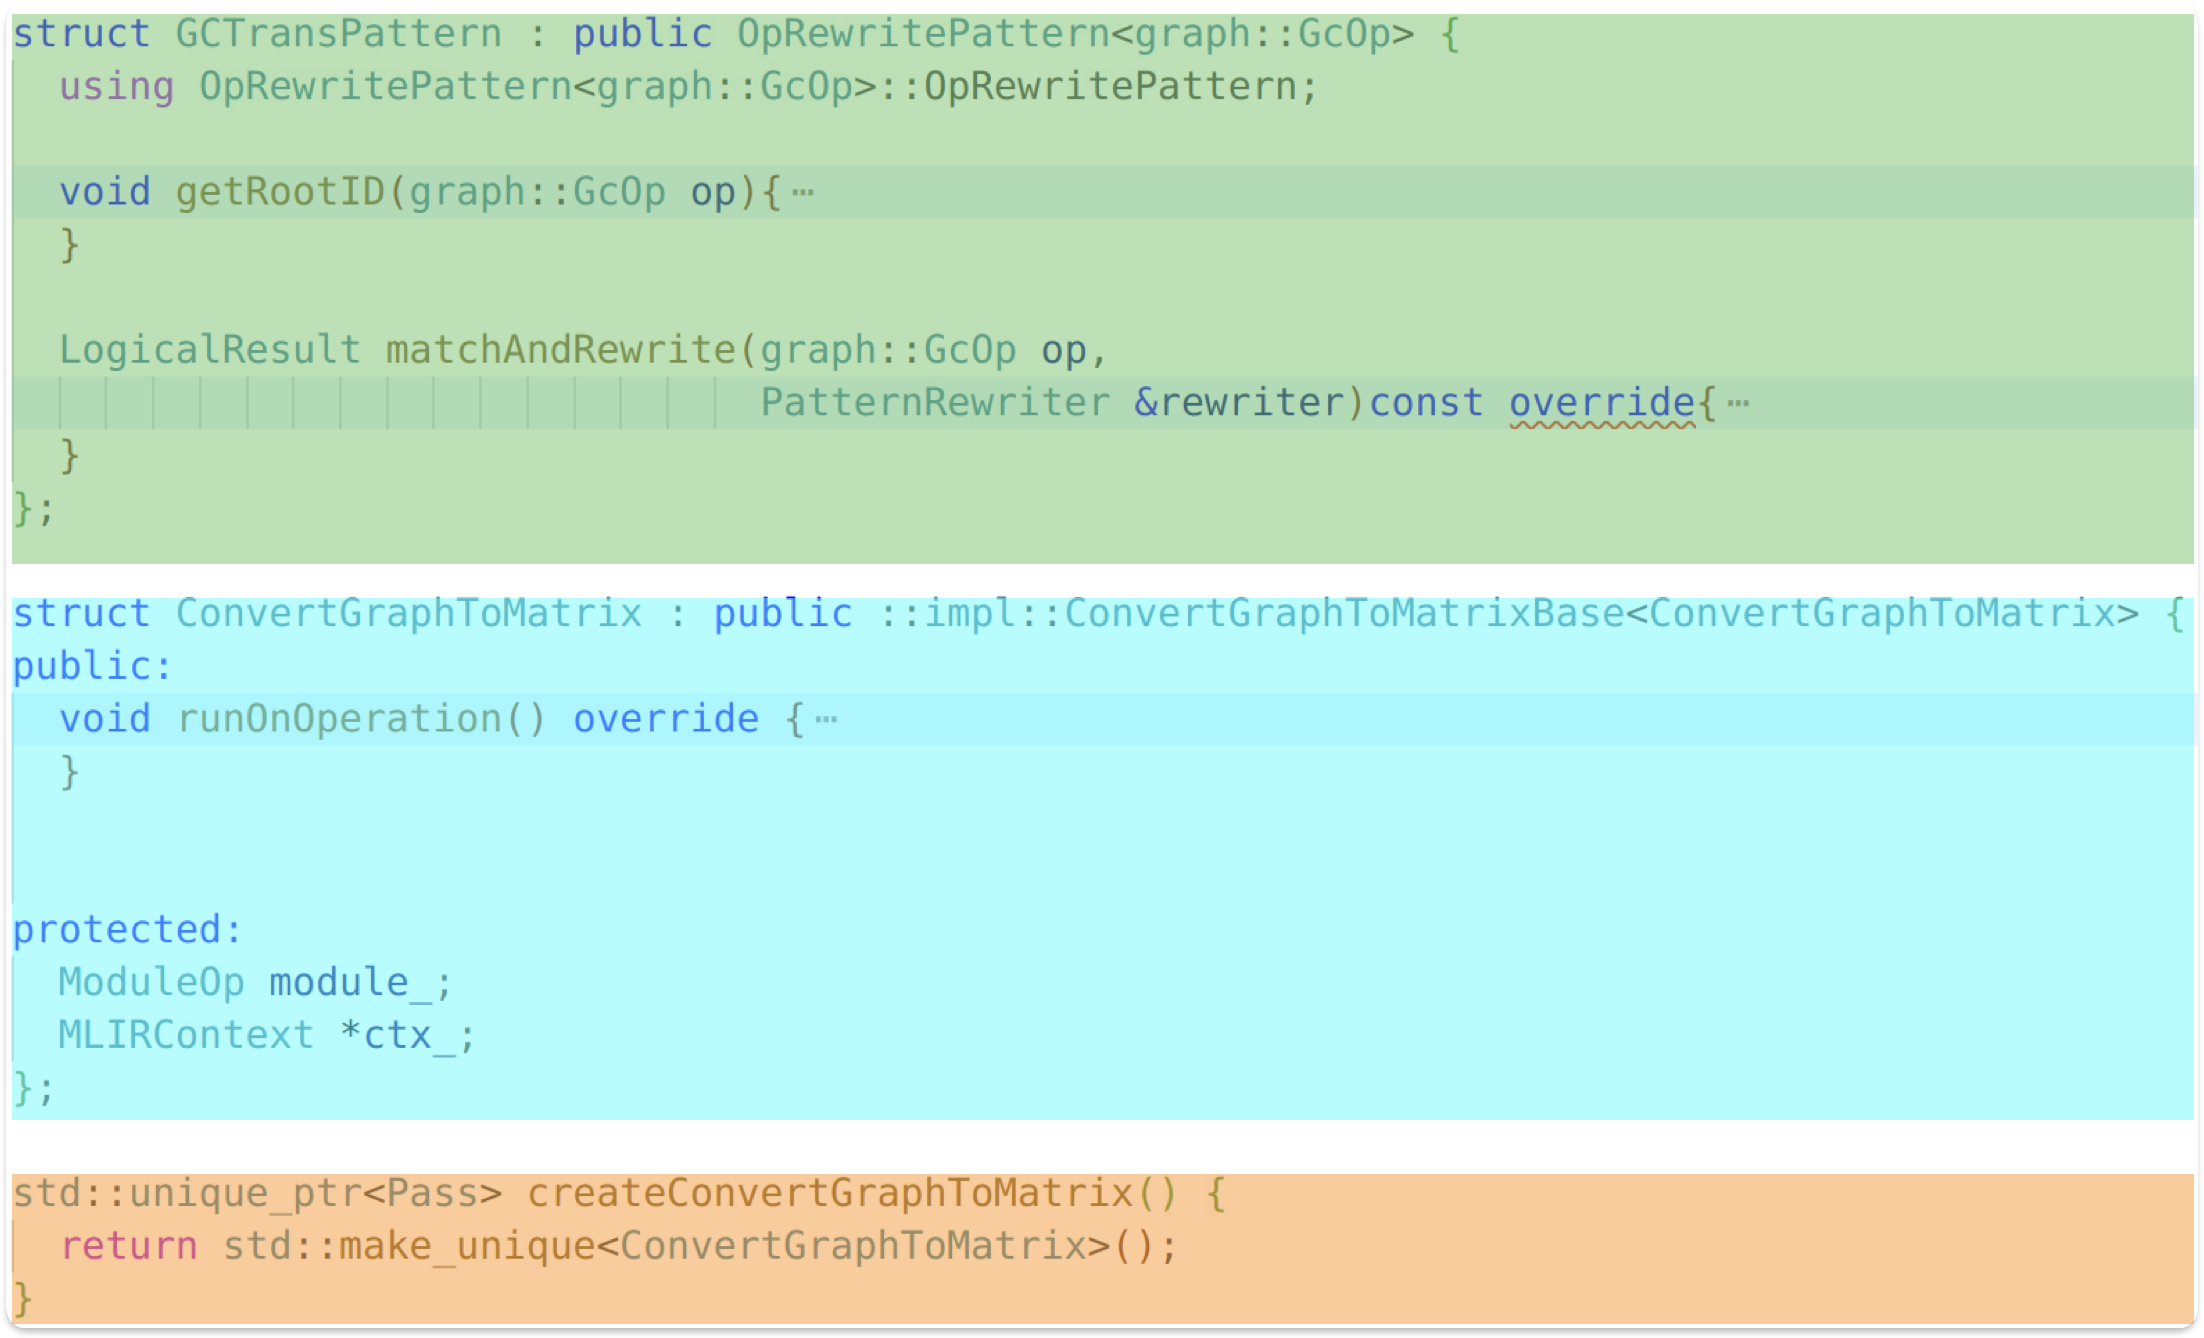 struct GCTransPattern : public OpRewritePattern<graph::GcOp> {
  using OpRewritePattern<graph::GcOp>::OpRewritePattern;
  void getRootID(graph::GcOp op){ ⋯
  }
  LogicalResult matchAndRewrite(graph::GcOp op,
                                PatternRewriter &rewriter)const override{ ⋯
  }
};
struct ConvertGraphToMatrix : public ::impl::ConvertGraphToMatrixBase<ConvertGraphToMatrix> {
public:
  void runOnOperation() override { ⋯
  }
protected:
  ModuleOp module_;
  MLIRContext *ctx_;
};
std::unique_ptr<Pass> createConvertGraphToMatrix() {
  return std::make_unique<ConvertGraphToMatrix>();
}